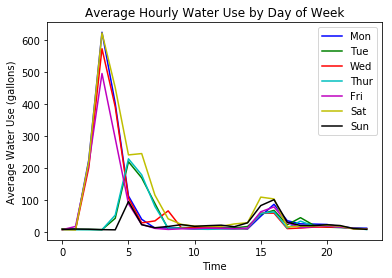 Average Hourly Water Use by Day of Week
Average Water Use (gallons)
600
500
400
300
200
100
0
0
5
10
15
20
Time
Mon
Tue
Wed
Thur
Fri
Sat
Sun